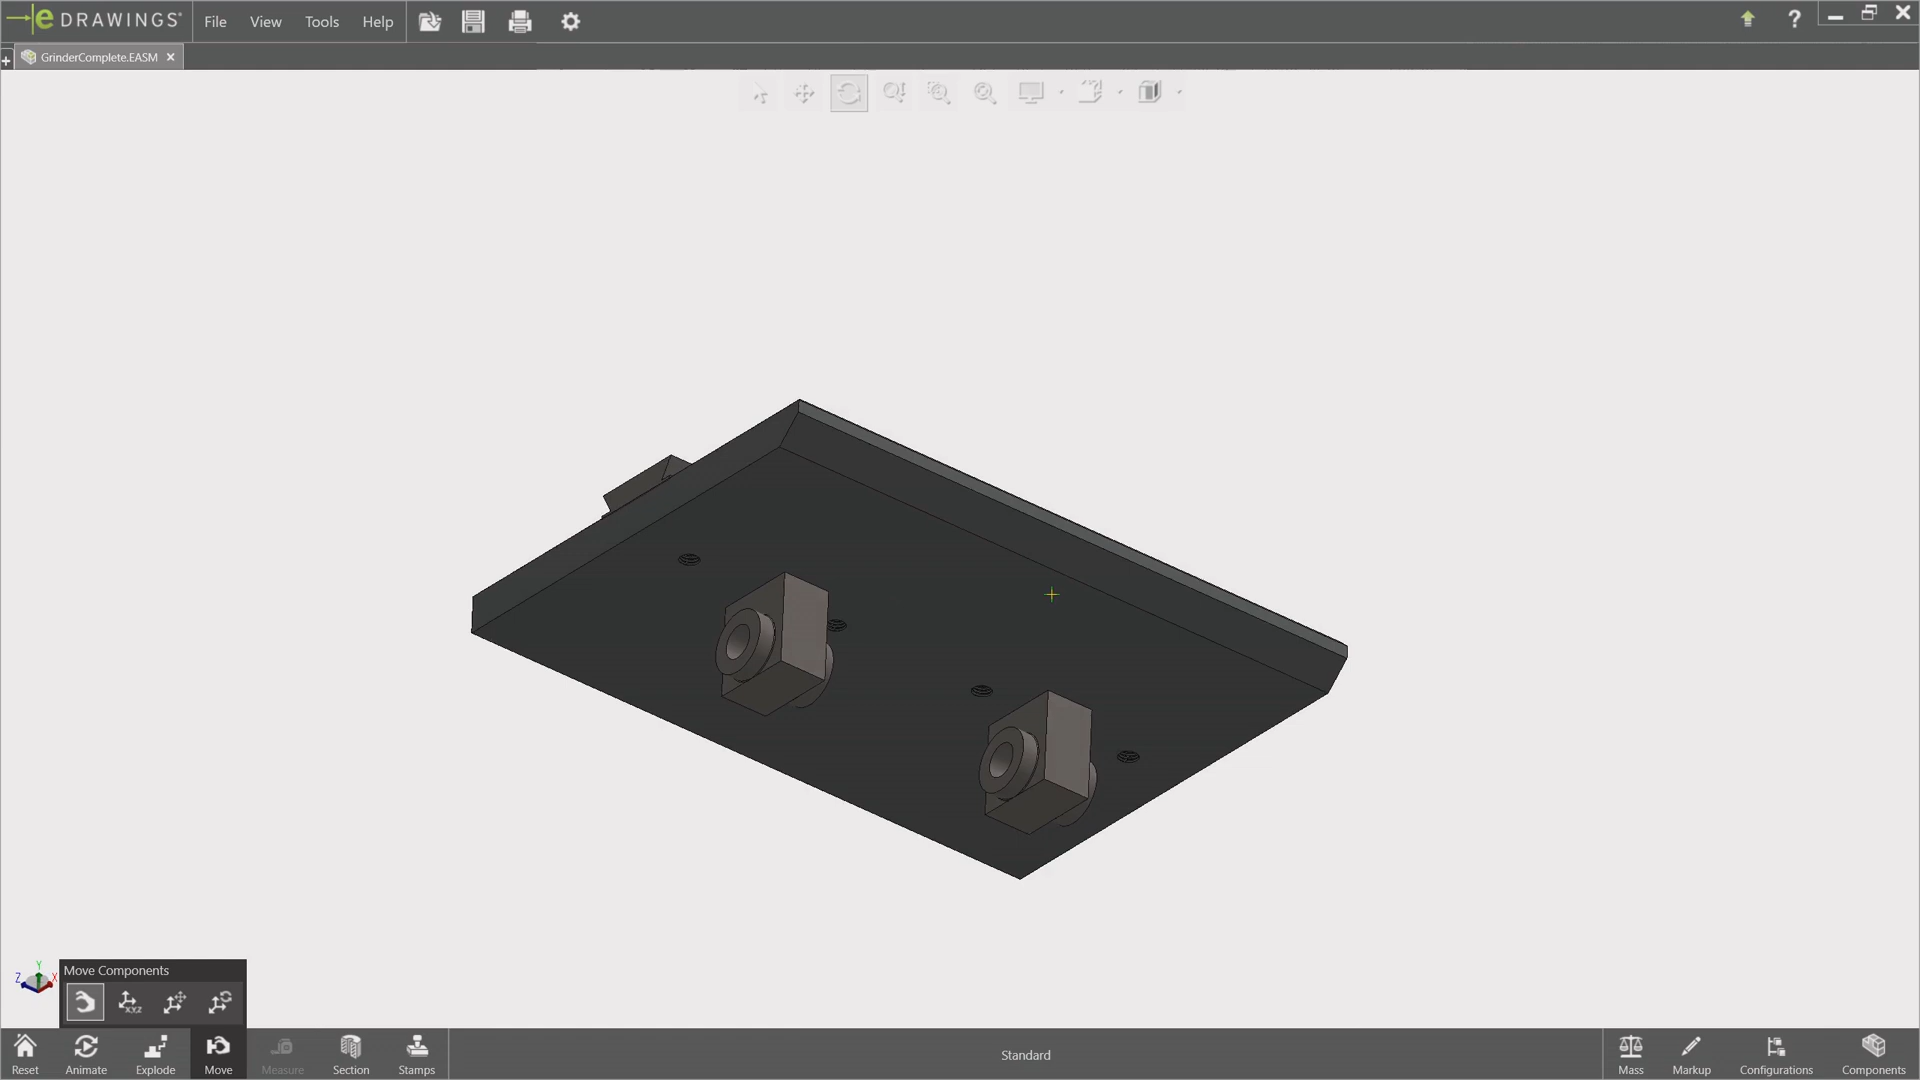 eDRAWINGS®
File View Tools Help
?
GrinderComplete.EASM
Z Y X
Move Components
X,Y,Z
Reset Animate Explode Move Measure Section Stamps
Standard
Mass Markup Configurations Components